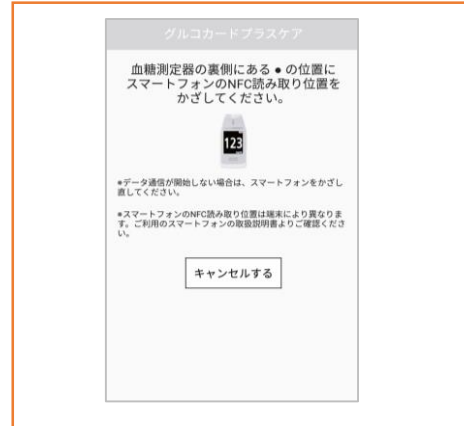 グルコカードプラスケア
血糖測定器の裏側にある ● の位置に
スマートフォンのNFC読み取り位置を
かざしてください。
123
*データ通信が開始しない場合は、スマートフォンをかざし
直してください。
*スマートフォンのNFC読み取り位置は端末により異なりま
す。ご利用のスマートフォンの取扱説明書よりご確認くださ
い。
キャンセルする